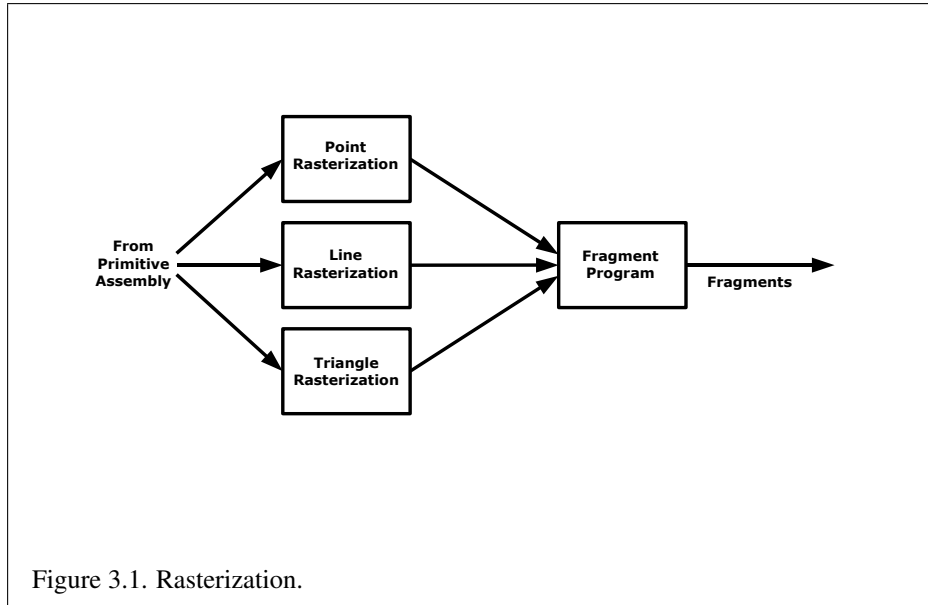 Point
Rasterization
From
Primitive
Assembly
Line
Rasterization
Triangle
Rasterization
Fragment
Program
Fragments
Figure 3.1. Rasterization.